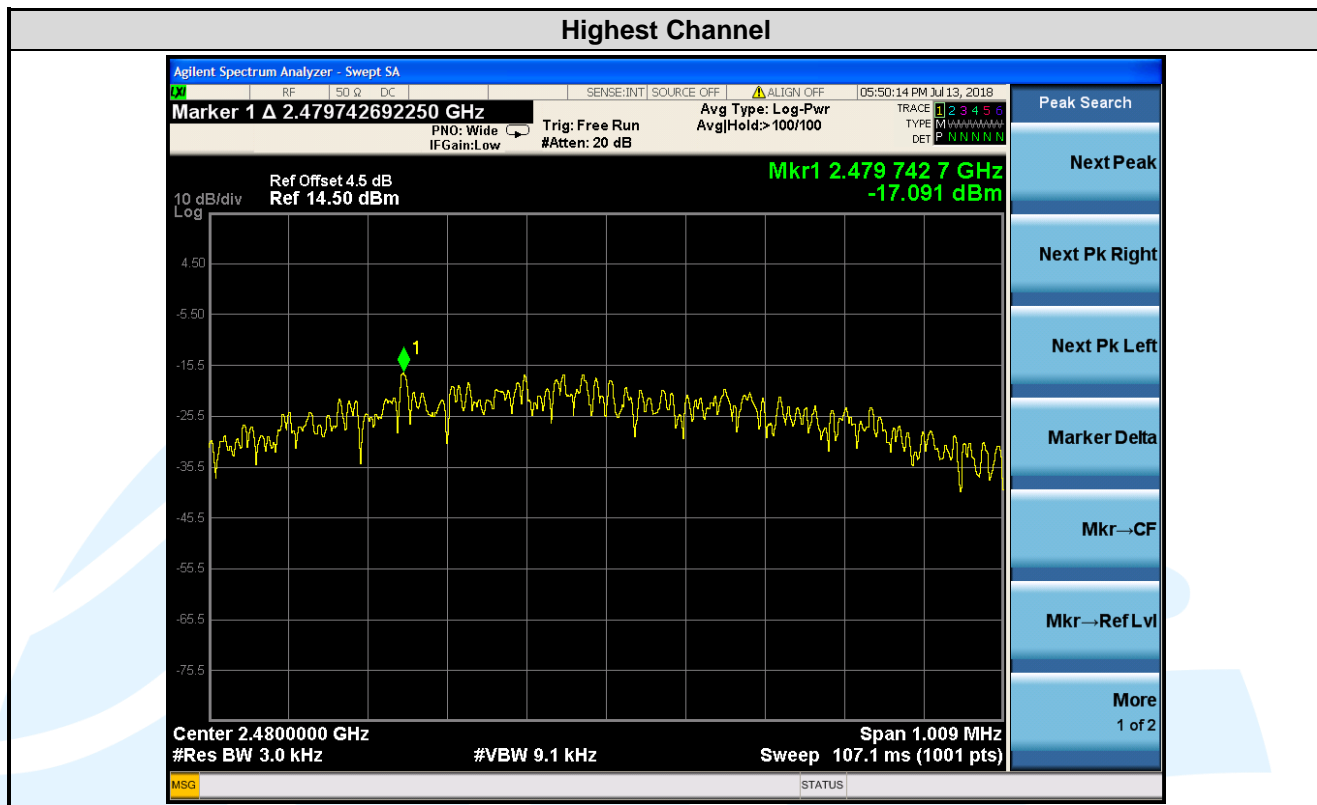 Highest Channel
Agilent Spectrum Analyzer - Swept SA
LXI RF 50 Ω DC SENSE:INT SOURCE OFF ALIGN OFF 05:50:14 PM Jul 13, 2018
Marker 1 Δ 2.479742692250 GHz
PNO: Wide
IFGain:Low
Trig: Free Run
#Atten: 20 dB
Avg Type: Log-Pwr
Avg|Hold:>100/100
TRACE 1 2 3 4 5 6
TYPE M WWWWW
DET P N N N N N
Peak Search
Mkr1 2.479 742 7 GHz
-17.091 dBm
Ref Offset 4.5 dB
10 dB/div Ref 14.50 dBm
Log
4.50
-5.50
-15.5
-25.5
-35.5
-45.5
-55.5
-65.5
-75.5
1
Next Peak
Next Pk Right
Next Pk Left
Marker Delta
Mkr→CF
Mkr→Ref Lvl
More
1 of 2
Center 2.4800000 GHz Span 1.009 MHz
#Res BW 3.0 kHz #VBW 9.1 kHz Sweep 107.1 ms (1001 pts)
MSG STATUS